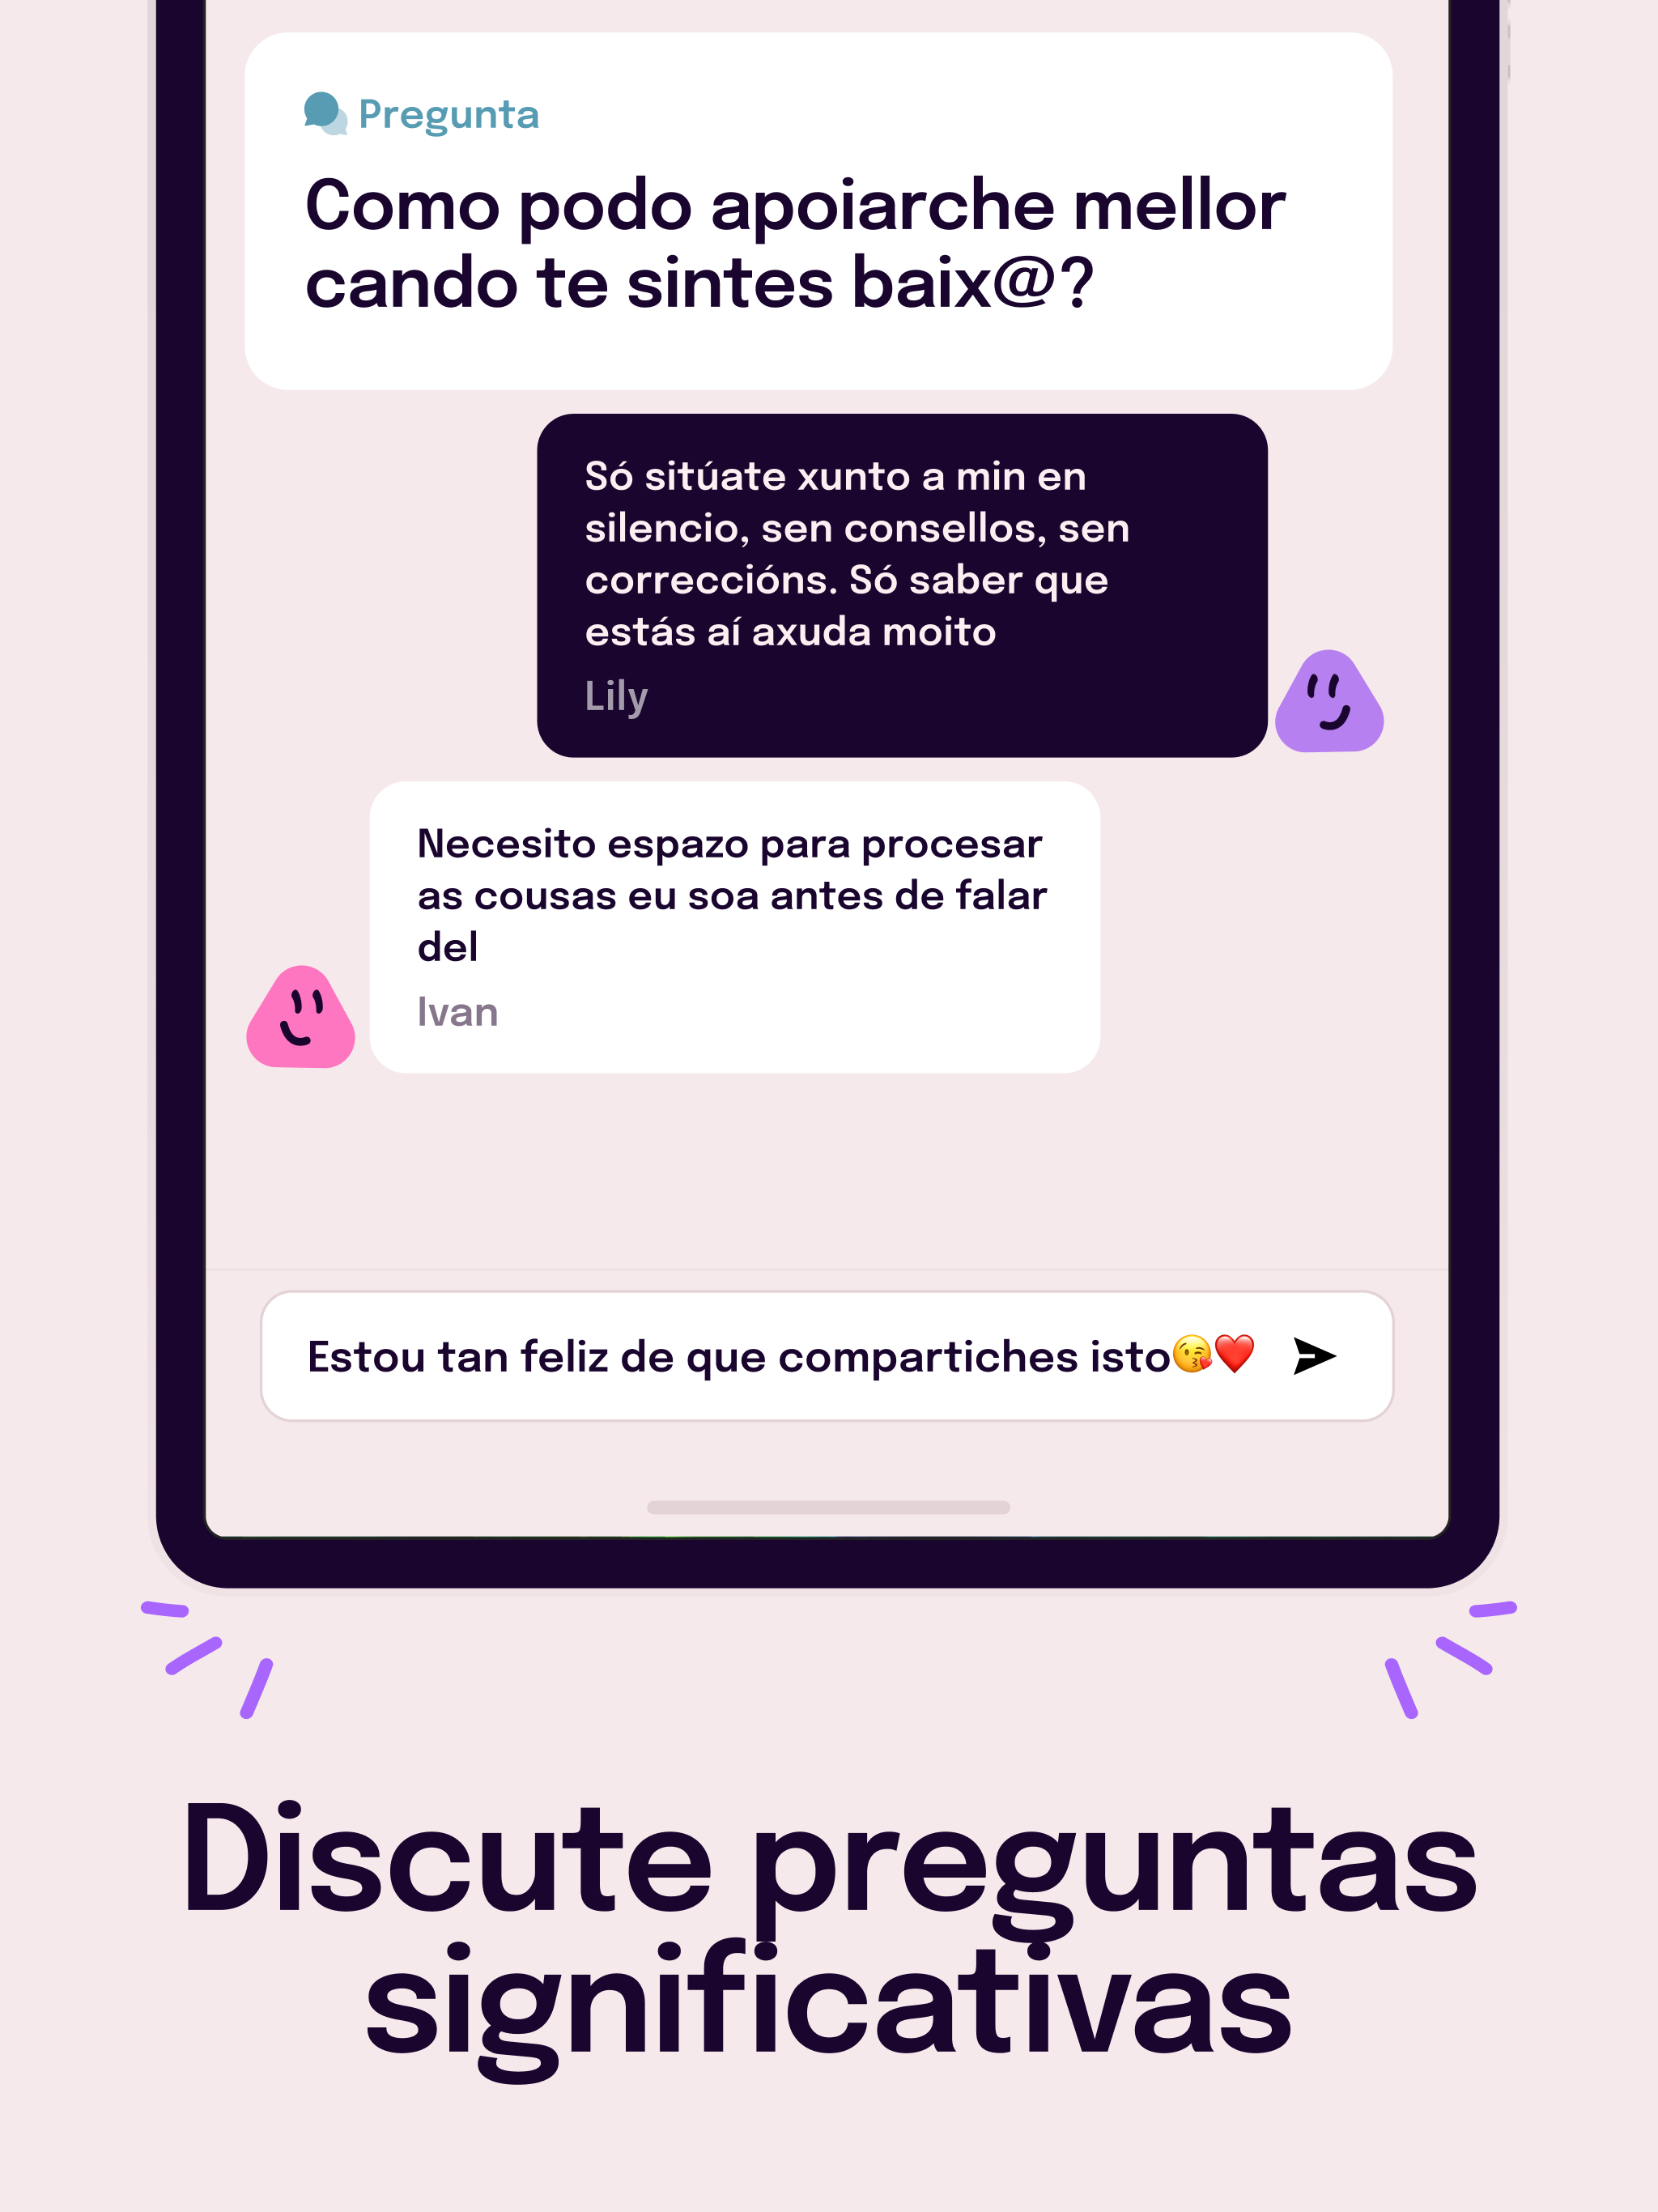 Pregunta
Como podo apoiarche mellor
cando te sintes baix@?
Só sitúate xunto a min en
silencio, sen consellos, sen
correccións. Só saber que
estás aí axuda moito
Lily
Necesito espazo para procesar
as cousas eu soa antes de falar
del
Ivan
Estou tan feliz de que compartiches isto😘❤️
Discute preguntas
significativas